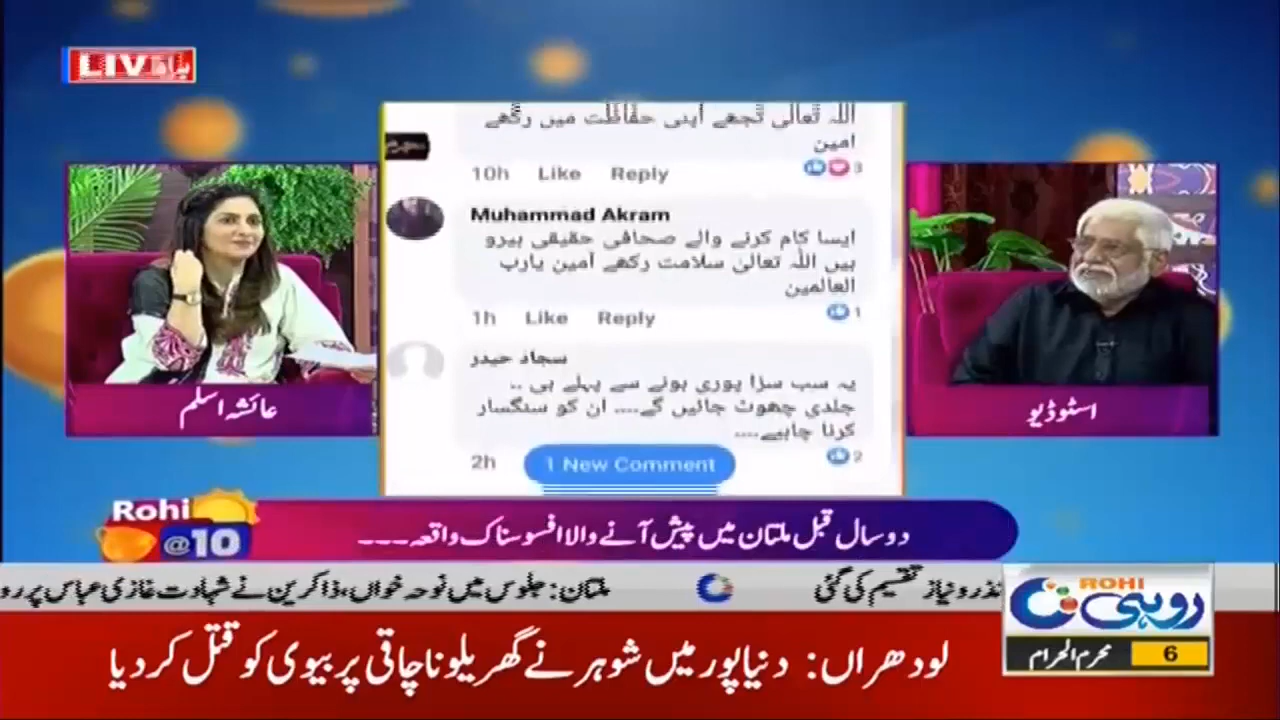 LIVE
اللہ تعالی تجھے اپنی حفاظت میں رکھے
امین
10h Like Reply
3
Muhammad Akram
ایسا کام کرنے والے صحافی حقیقی ہیرو
ہیں اللہ تعالیٰ سلامت رکھے آمین یارب
العالمین
1h Like Reply
1
سجاد حیدر
یہ سب سزا پوری ہونے سے پہلے ہی ..
جلدی چھوٹ جائیں گے.... ان کو سنگسار
کرنا چاہیے....
2h
1 New Comment
2
عائشہ اسلم
اسٹوڈیو
Rohi
@10
دو سال قبل ملتان میں پیش آنے والا افسوسناک واقعہ ---
نذر و نیاز تقسیم کی گئی
ملتان: جلوس میں نوحہ خواں، ذاکرین نے شہادت غازی عباس پر رو
ROHI
روہی
6 محرم الحرام
لودھراں: دنیاپور میں شوہر نے گھریلو ناچاقی پر بیوی کو قتل کر دیا